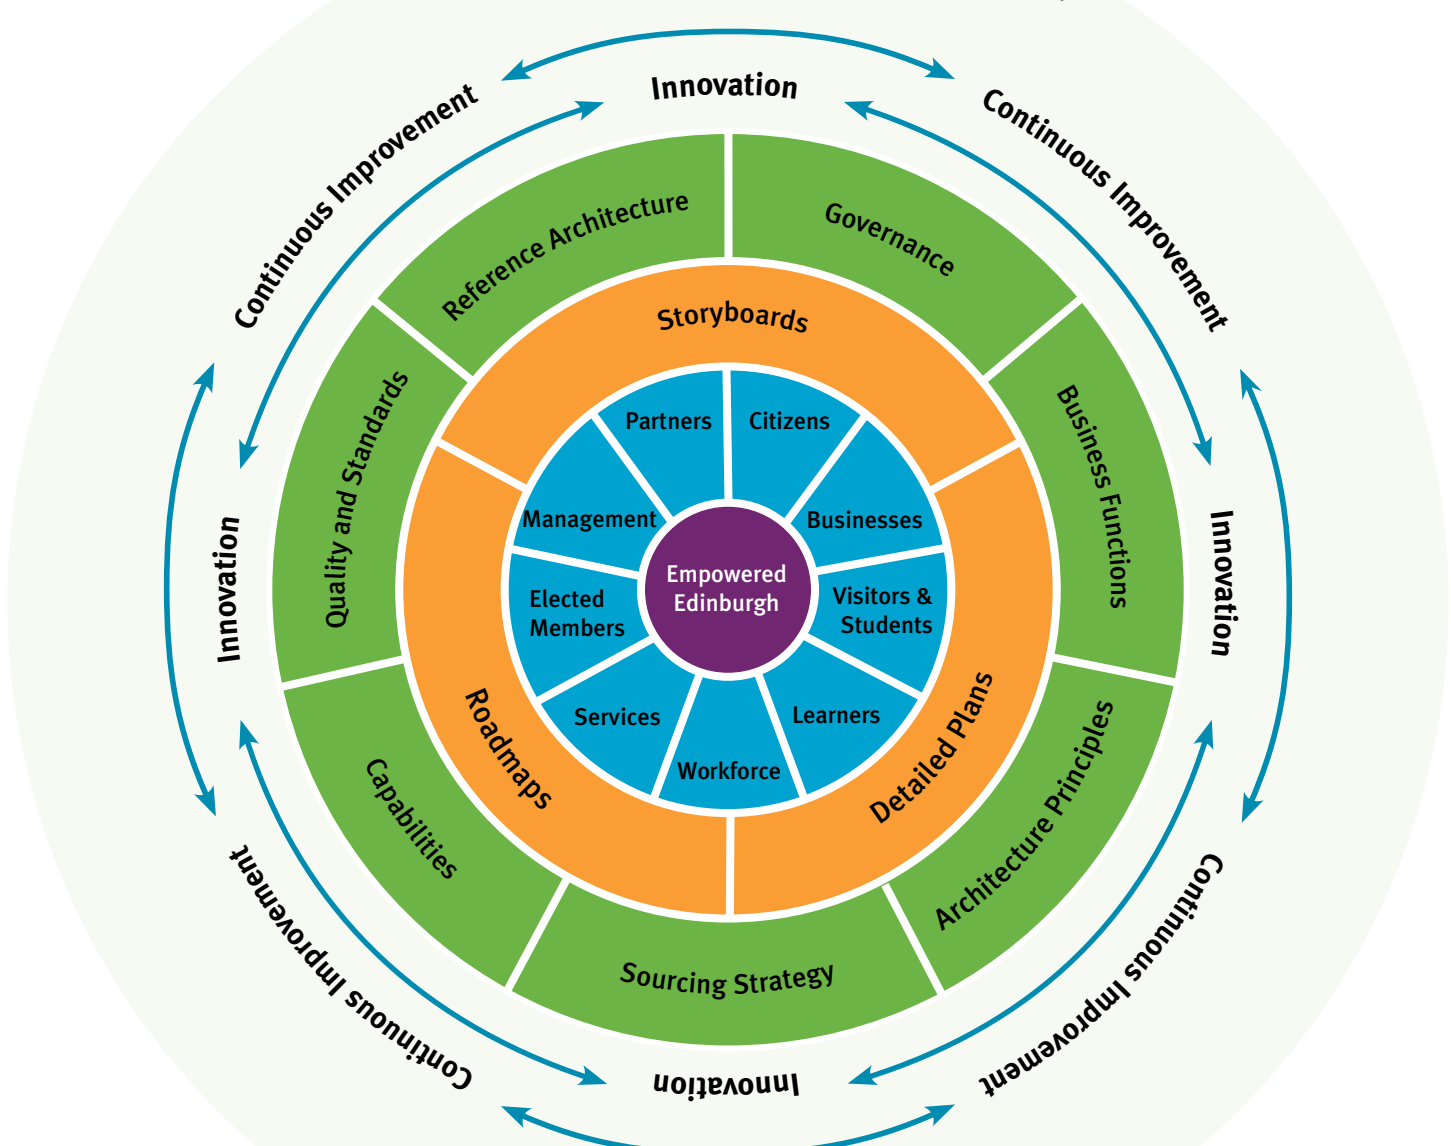 Innovation
Continuous Improvement
Continuous Improvement
Reference Architecture
Governance
Storyboards
Quality and Standards
Business Functions
Partners
Citizens
Management
Businesses
Empowered
Edinburgh
Elected
Members
Visitors &
Students
Innovation
Innovation
Services
Learners
Workforce
Roadmaps
Detailed Plans
Capabilities
Architecture Principles
Sourcing Strategy
Continuous Improvement
Continuous Improvement
Innovation